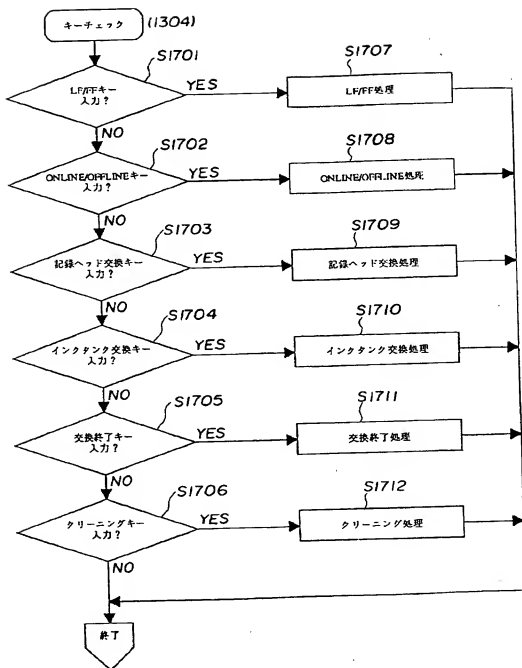 キーチェック (1304)
S1701
LF/FFキー
入力？
YES
S1707
LF/FF処理
NO
S1702
ONLINE/OFFLINEキー
入力？
YES
S1708
ONLINE/OFFLINE処理
NO
S1703
記録ヘッド交換キー
入力？
YES
S1709
記録ヘッド交換処理
NO
S1704
インクタンク交換キー
入力？
YES
S1710
インクタンク交換処理
NO
S1705
交換終了キー
入力？
YES
S1711
交換終了処理
NO
S1706
クリーニングキー
入力？
YES
S1712
クリーニング処理
NO
終了